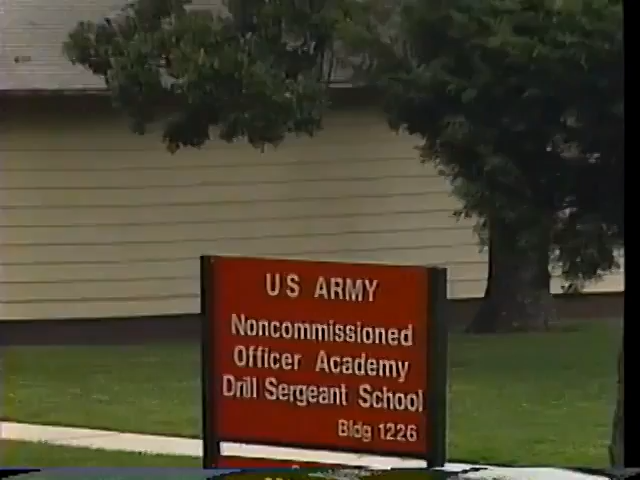 US ARMY
Noncommissioned
Officer Academy
Drill Sergeant School
Bldg 1226